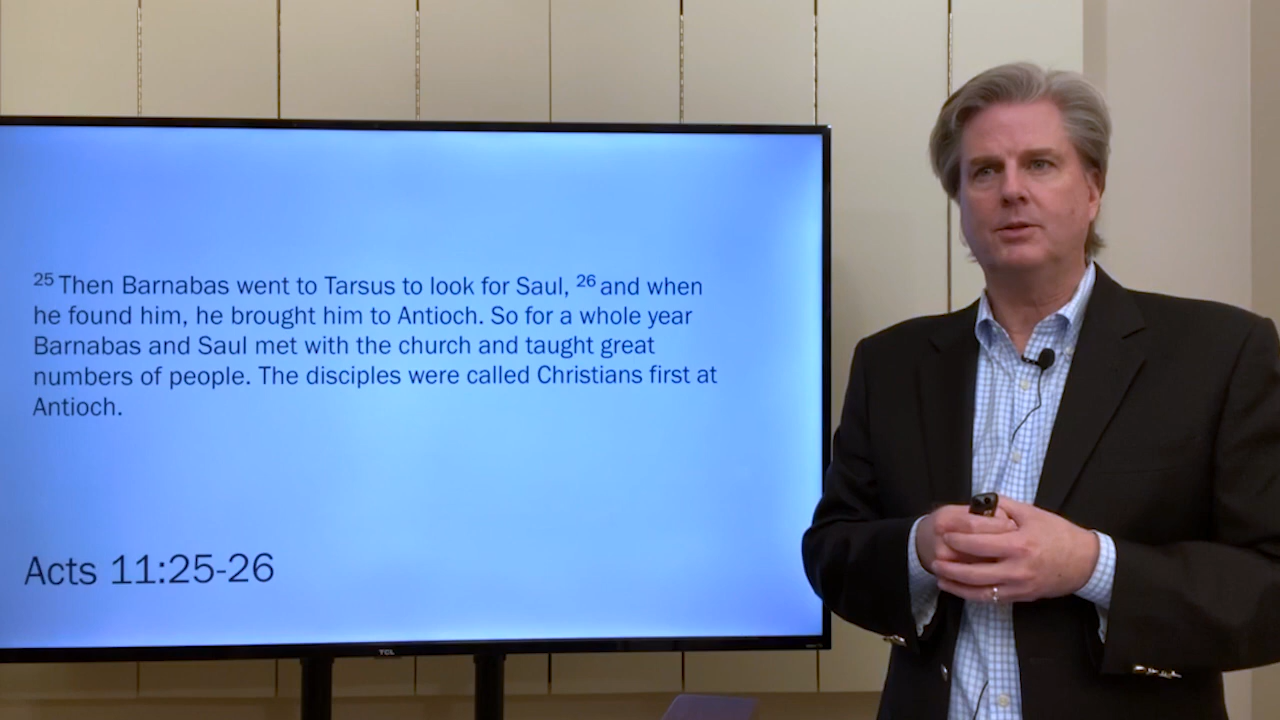 25 Then Barnabas went to Tarsus to look for Saul, 26 and when
he found him, he brought him to Antioch. So for a whole year
Barnabas and Saul met with the church and taught great
numbers of people. The disciples were called Christians first at
Antioch.
Acts 11:25-26
TCL